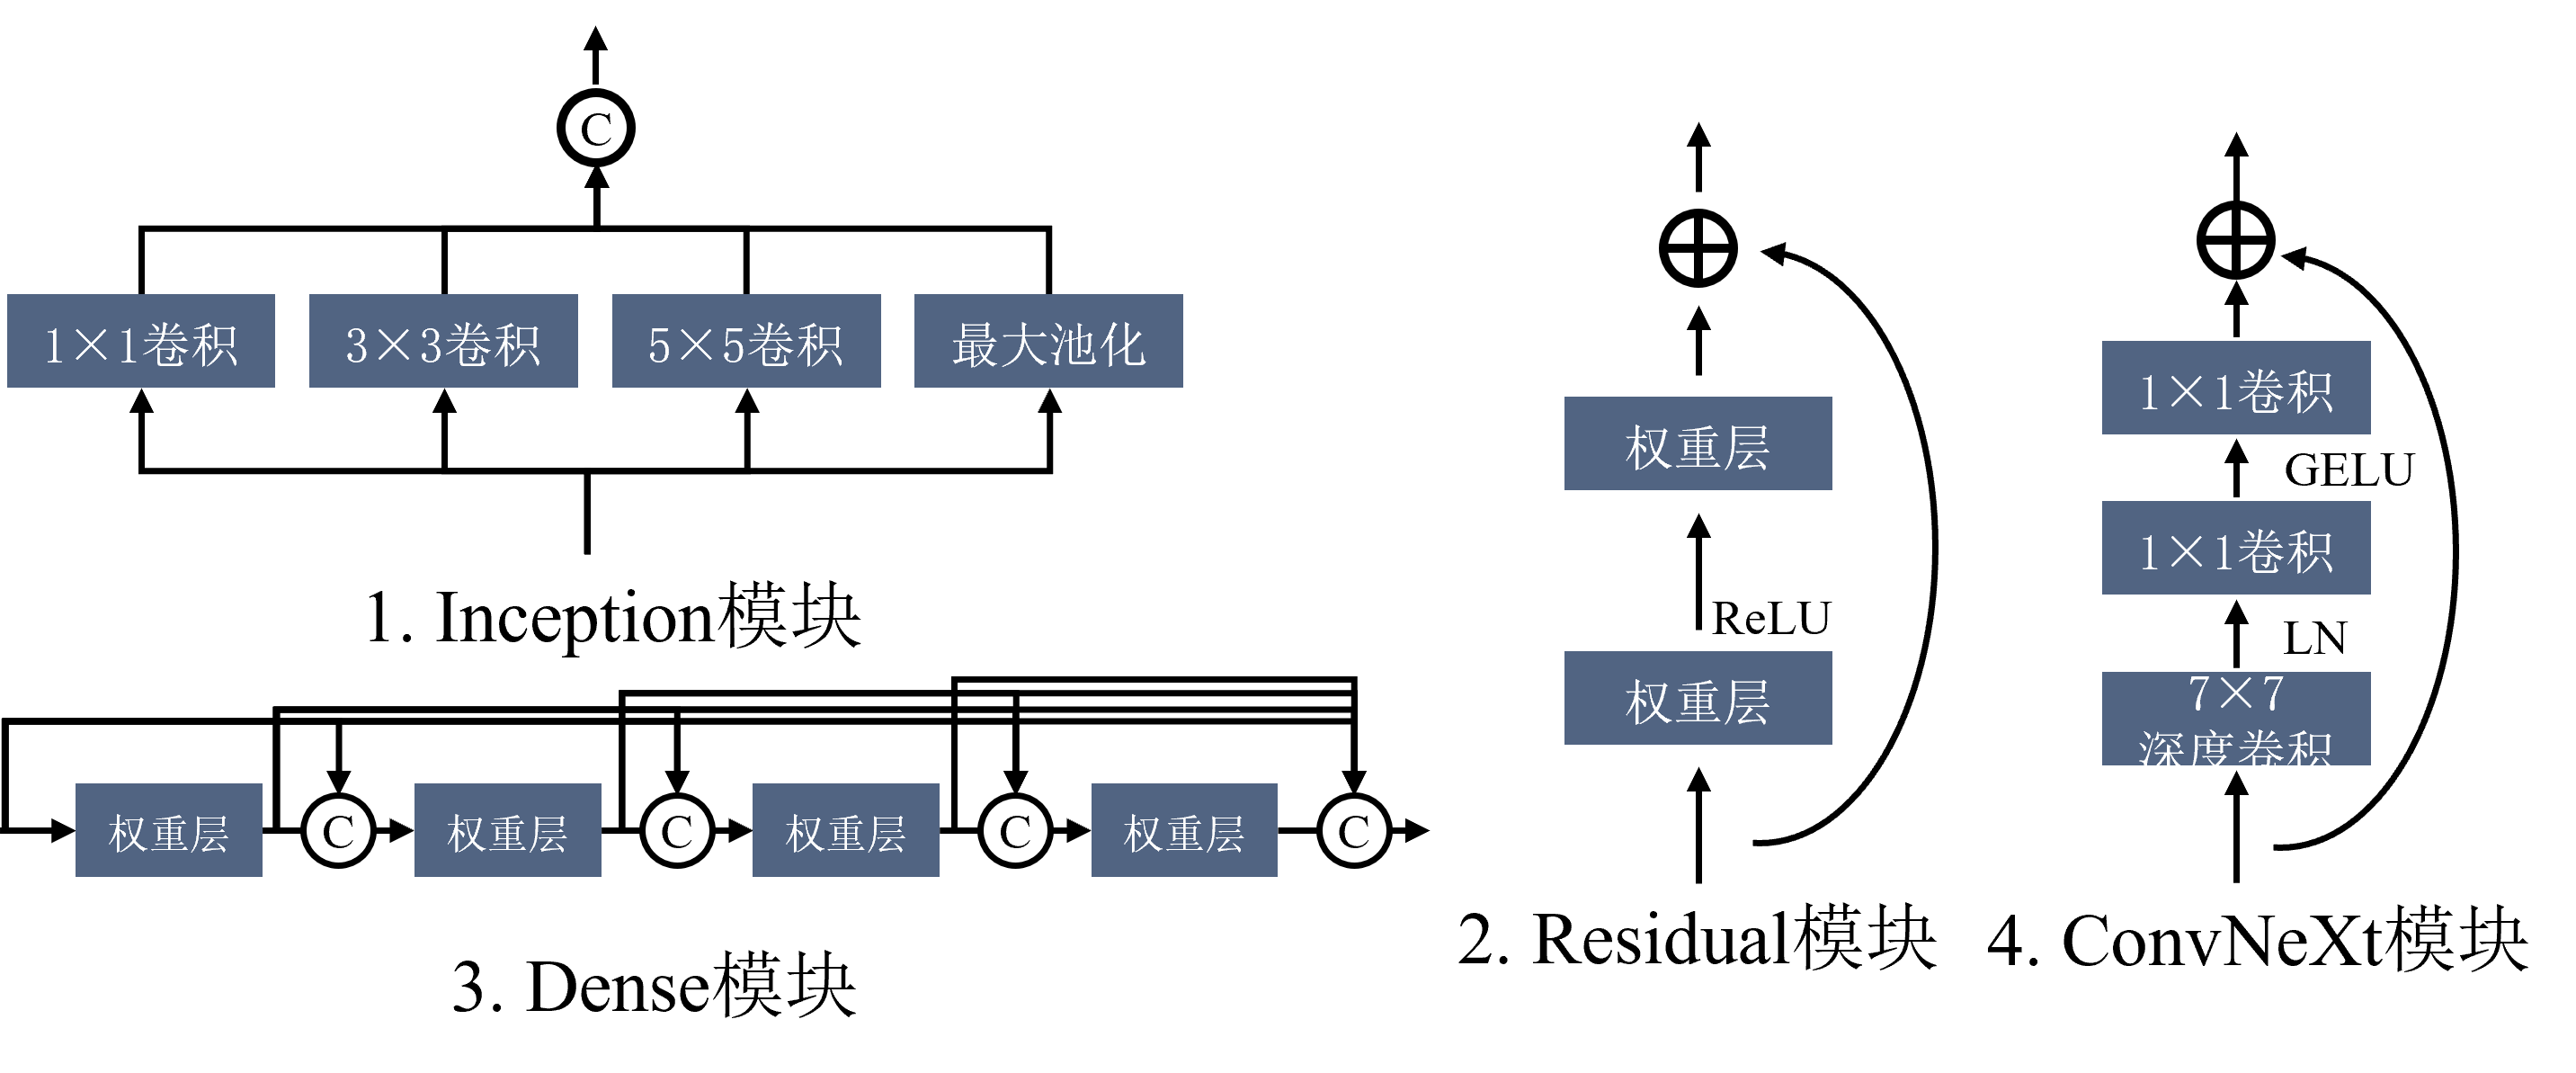 C
1×1卷积
3×3卷积
5×5卷积
最大池化
1. Inception模块
权重层
ReLU
权重层
2. Residual模块
权重层
C
权重层
C
权重层
C
权重层
C
3. Dense模块
1×1卷积
GELU
1×1卷积
LN
7×7
深度卷积
4. ConvNeXt模块